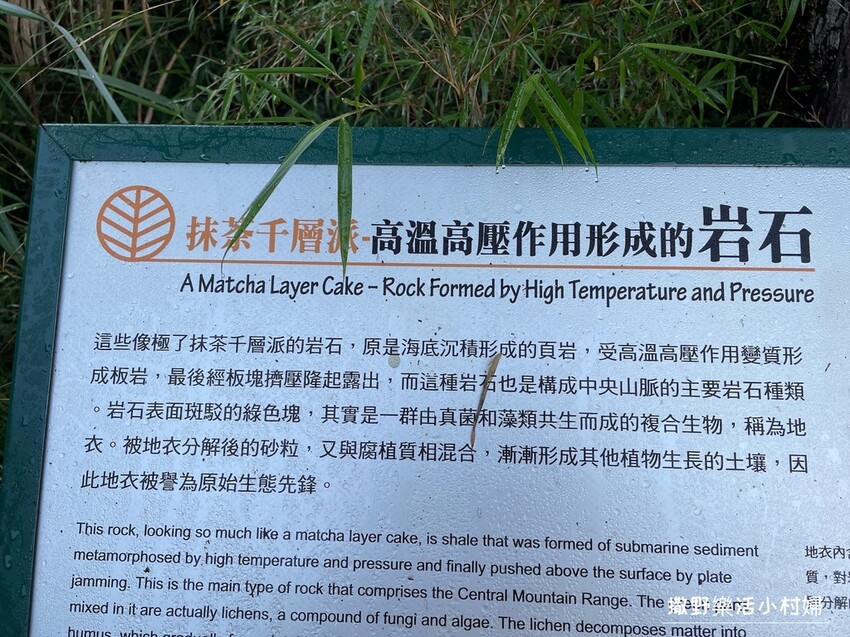 抹茶千層派-高溫高壓作用形成的岩石
A Matcha Layer Cake – Rock Formed by High Temperature and Pressure
這些像極了抹茶千層派的岩石，原是海底沉積形成的頁岩，受高溫高壓作用變質形
成板岩，最後經板塊擠壓隆起露出，而這種岩石也是構成中央山脈的主要岩石種類
。岩石表面斑駁的綠色塊，其實是一群由真菌和藻類共生而成的複合生物，稱為地
衣。被地衣分解後的砂粒，又與腐植質相混合，漸漸形成其他植物生長的土壤，因
此地衣被譽為原始生態先鋒。
This rock, looking so much like a matcha layer cake, is shale that was formed of submarine sediment
metamorphosed by high temperature and pressure and finally pushed above the surface by plate
jamming. This is the main type of rock that comprises the Central Mountain Range. The
mixed in it are actually lichens, a compound of fungi and algae. The lichen decomposes matter into
humus, which gradually
地衣內含
質，對
分解
撒野樂活小村婦